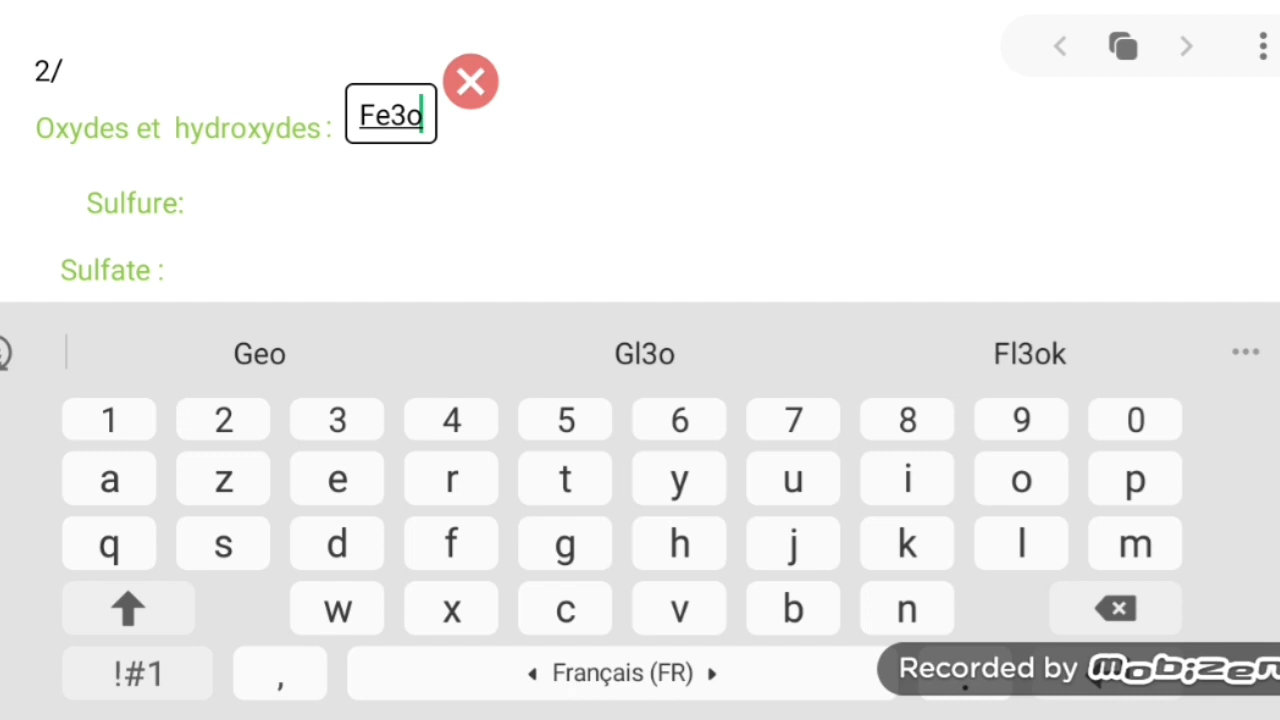 2/
Oxydes et hydroxydes : Fe3o
Sulfure:
Sulfate :
Geo Gl3o Fl3ok
1 2 3 4 5 6 7 8 9 0
a z e r t y u i o p
q s d f g h j k l m
w x c v b n
!#1 , Français (FR) .
Recorded by Mobizen